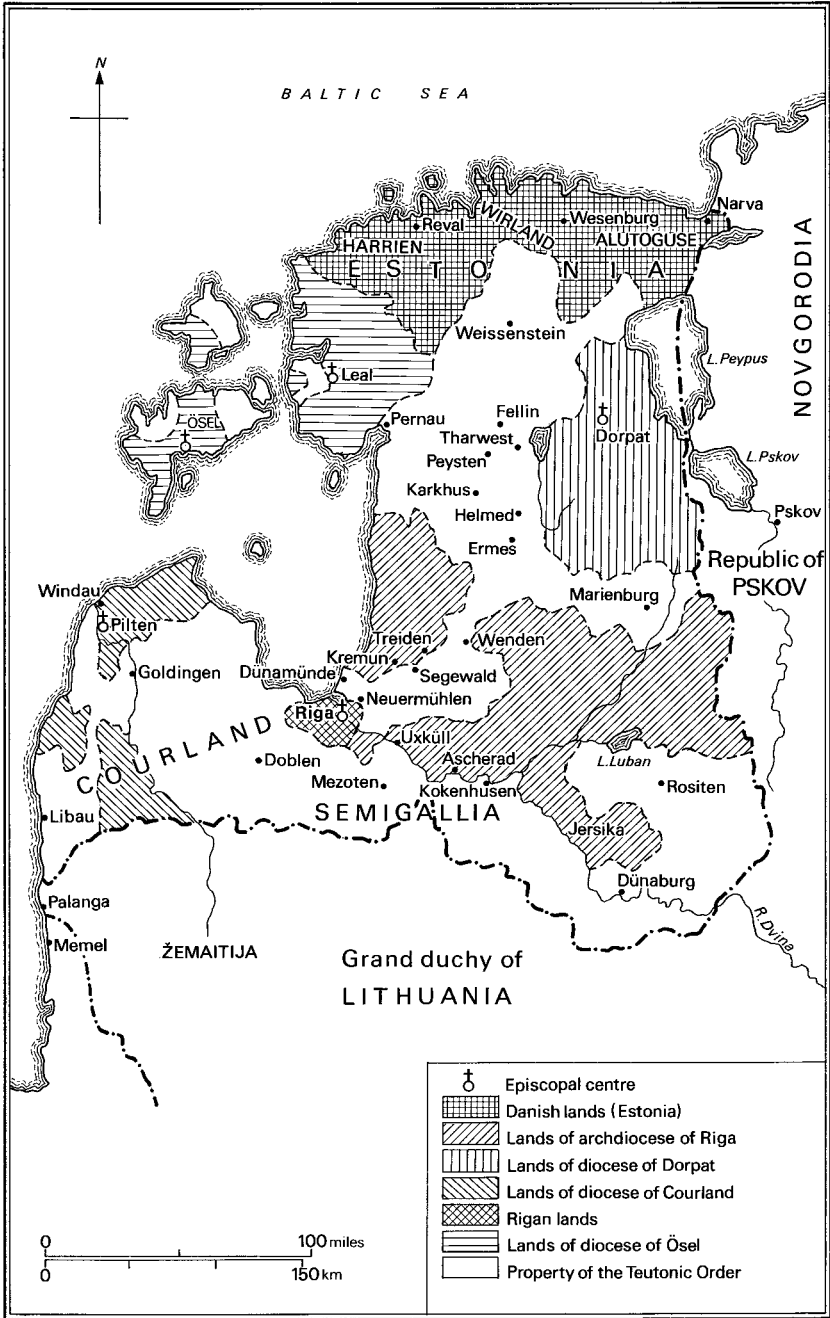 N
BALTIC SEA
Narva
Reval
WIRLAND
Wesenburg
HARRIEN
ALUTOGUSE
ESTONIA
NOVGORODIA
Weissenstein
L.Peypus
Leal
ÖSEL
Pernau
Fellin
Dorpat
Tharwest
Peysten
L.Pskov
Karkhus
Helmed
Pskov
Ermes
Republic of
PSKOV
Windau
Marienburg
Pilten
Treiden
Wenden
Kremun
Goldingen
Dünamünde
Segewald
Neuermühlen
Riga
COURLAND
Uxküll
Doblen
Ascherad
L.Luban
Mezoten
Kokenhusen
Rositen
SEMIGALLIA
Libau
Jersika
Dünaburg
Palanga
R.Dvina
Memel
ŽEMAITIJA
Grand duchy of
LITHUANIA
Episcopal centre
Danish lands (Estonia)
Lands of archdiocese of Riga
Lands of diocese of Dorpat
Lands of diocese of Courland
Rigan lands
Lands of diocese of Ösel
Property of the Teutonic Order
0 100 miles
0 150 km